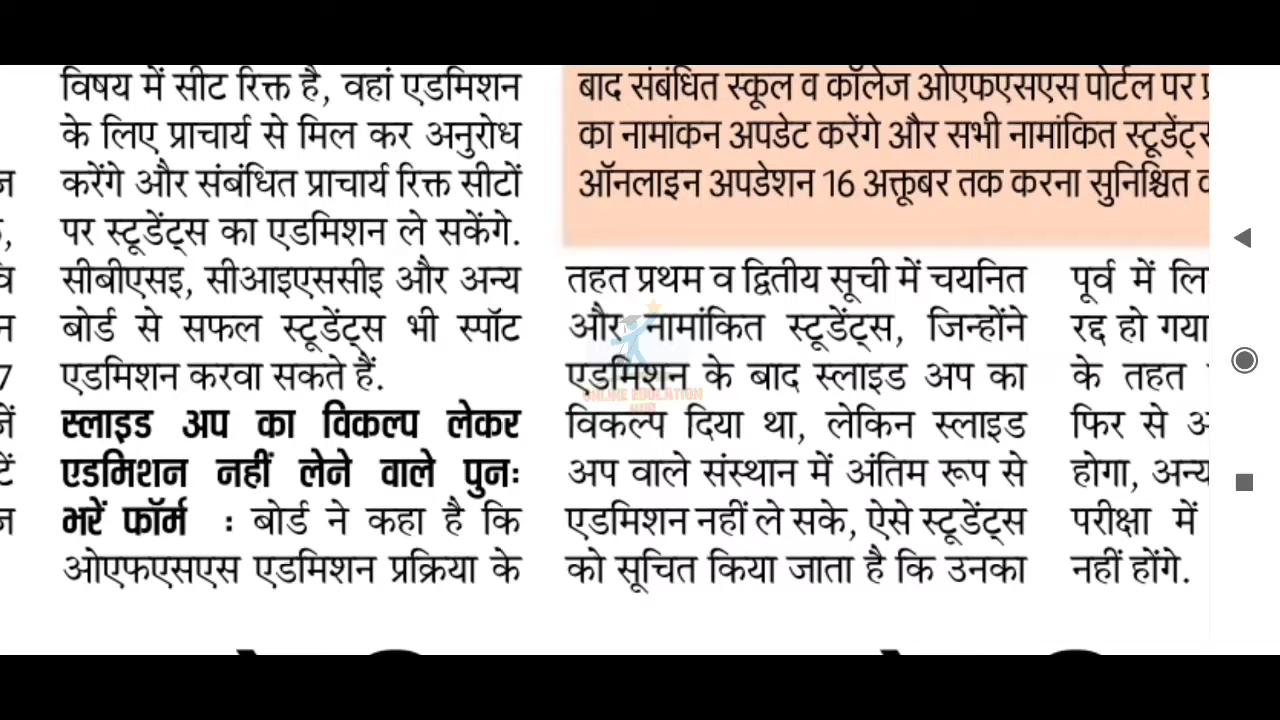 विषय में सीट रिक्त है, वहां एडमिशन
के लिए प्राचार्य से मिल कर अनुरोध
करेंगे और संबंधित प्राचार्य रिक्त सीटों
पर स्टूडेंट्स का एडमिशन ले सकेंगे.
सीबीएसइ, सीआइएससीइ और अन्य
बोर्ड से सफल स्टूडेंट्स भी स्पॉट
एडमिशन करवा सकते हैं.
स्लाइड अप का विकल्प लेकर
एडमिशन नहीं लेने वाले पुनः
भरें फॉर्म : बोर्ड ने कहा है कि
ओएफएसएस एडमिशन प्रक्रिया के
बाद संबंधित स्कूल व कॉलेज ओएफएसएस पोर्टल पर
का नामांकन अपडेट करेंगे और सभी नामांकित स्टूडेंट्स
ऑनलाइन अपडेशन 16 अक्तूबर तक करना सुनिश्चित
तहत प्रथम व द्वितीय सूची में चयनित
और नामांकित स्टूडेंट्स, जिन्होंने
एडमिशन के बाद स्लाइड अप का
विकल्प दिया था, लेकिन स्लाइड
अप वाले संस्थान में अंतिम रूप से
एडमिशन नहीं ले सके, ऐसे स्टूडेंट्स
को सूचित किया जाता है कि उनका
पूर्व में
रद्द हो गया
के तहत
फिर से
होगा, अन्य
परीक्षा में
नहीं होंगे.
ONLINE EDUCATION